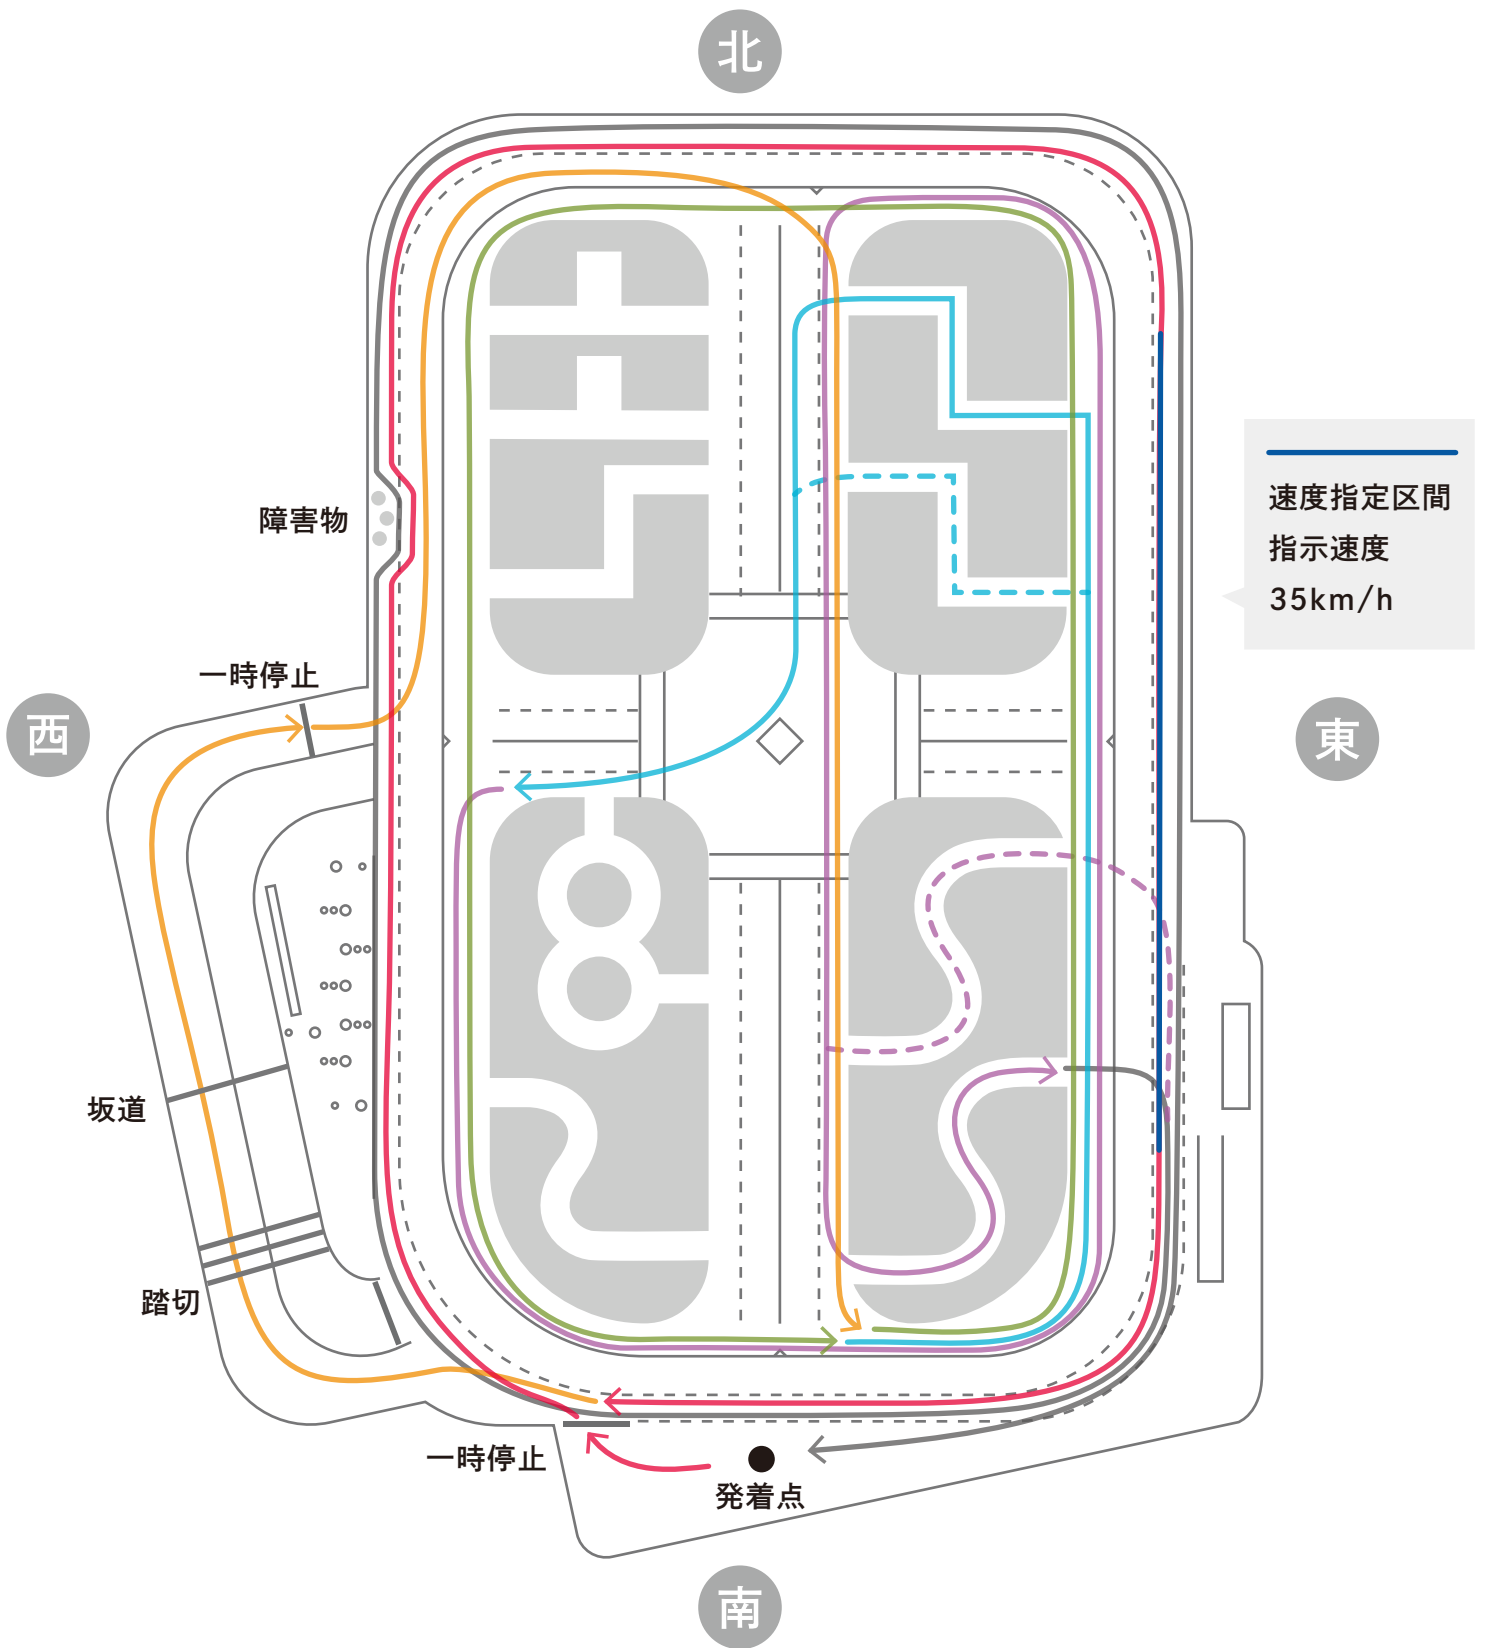 北
障害物
速度指定区間
指示速度
35km/h
一時停止
西
東
坂道
踏切
一時停止
発着点
南